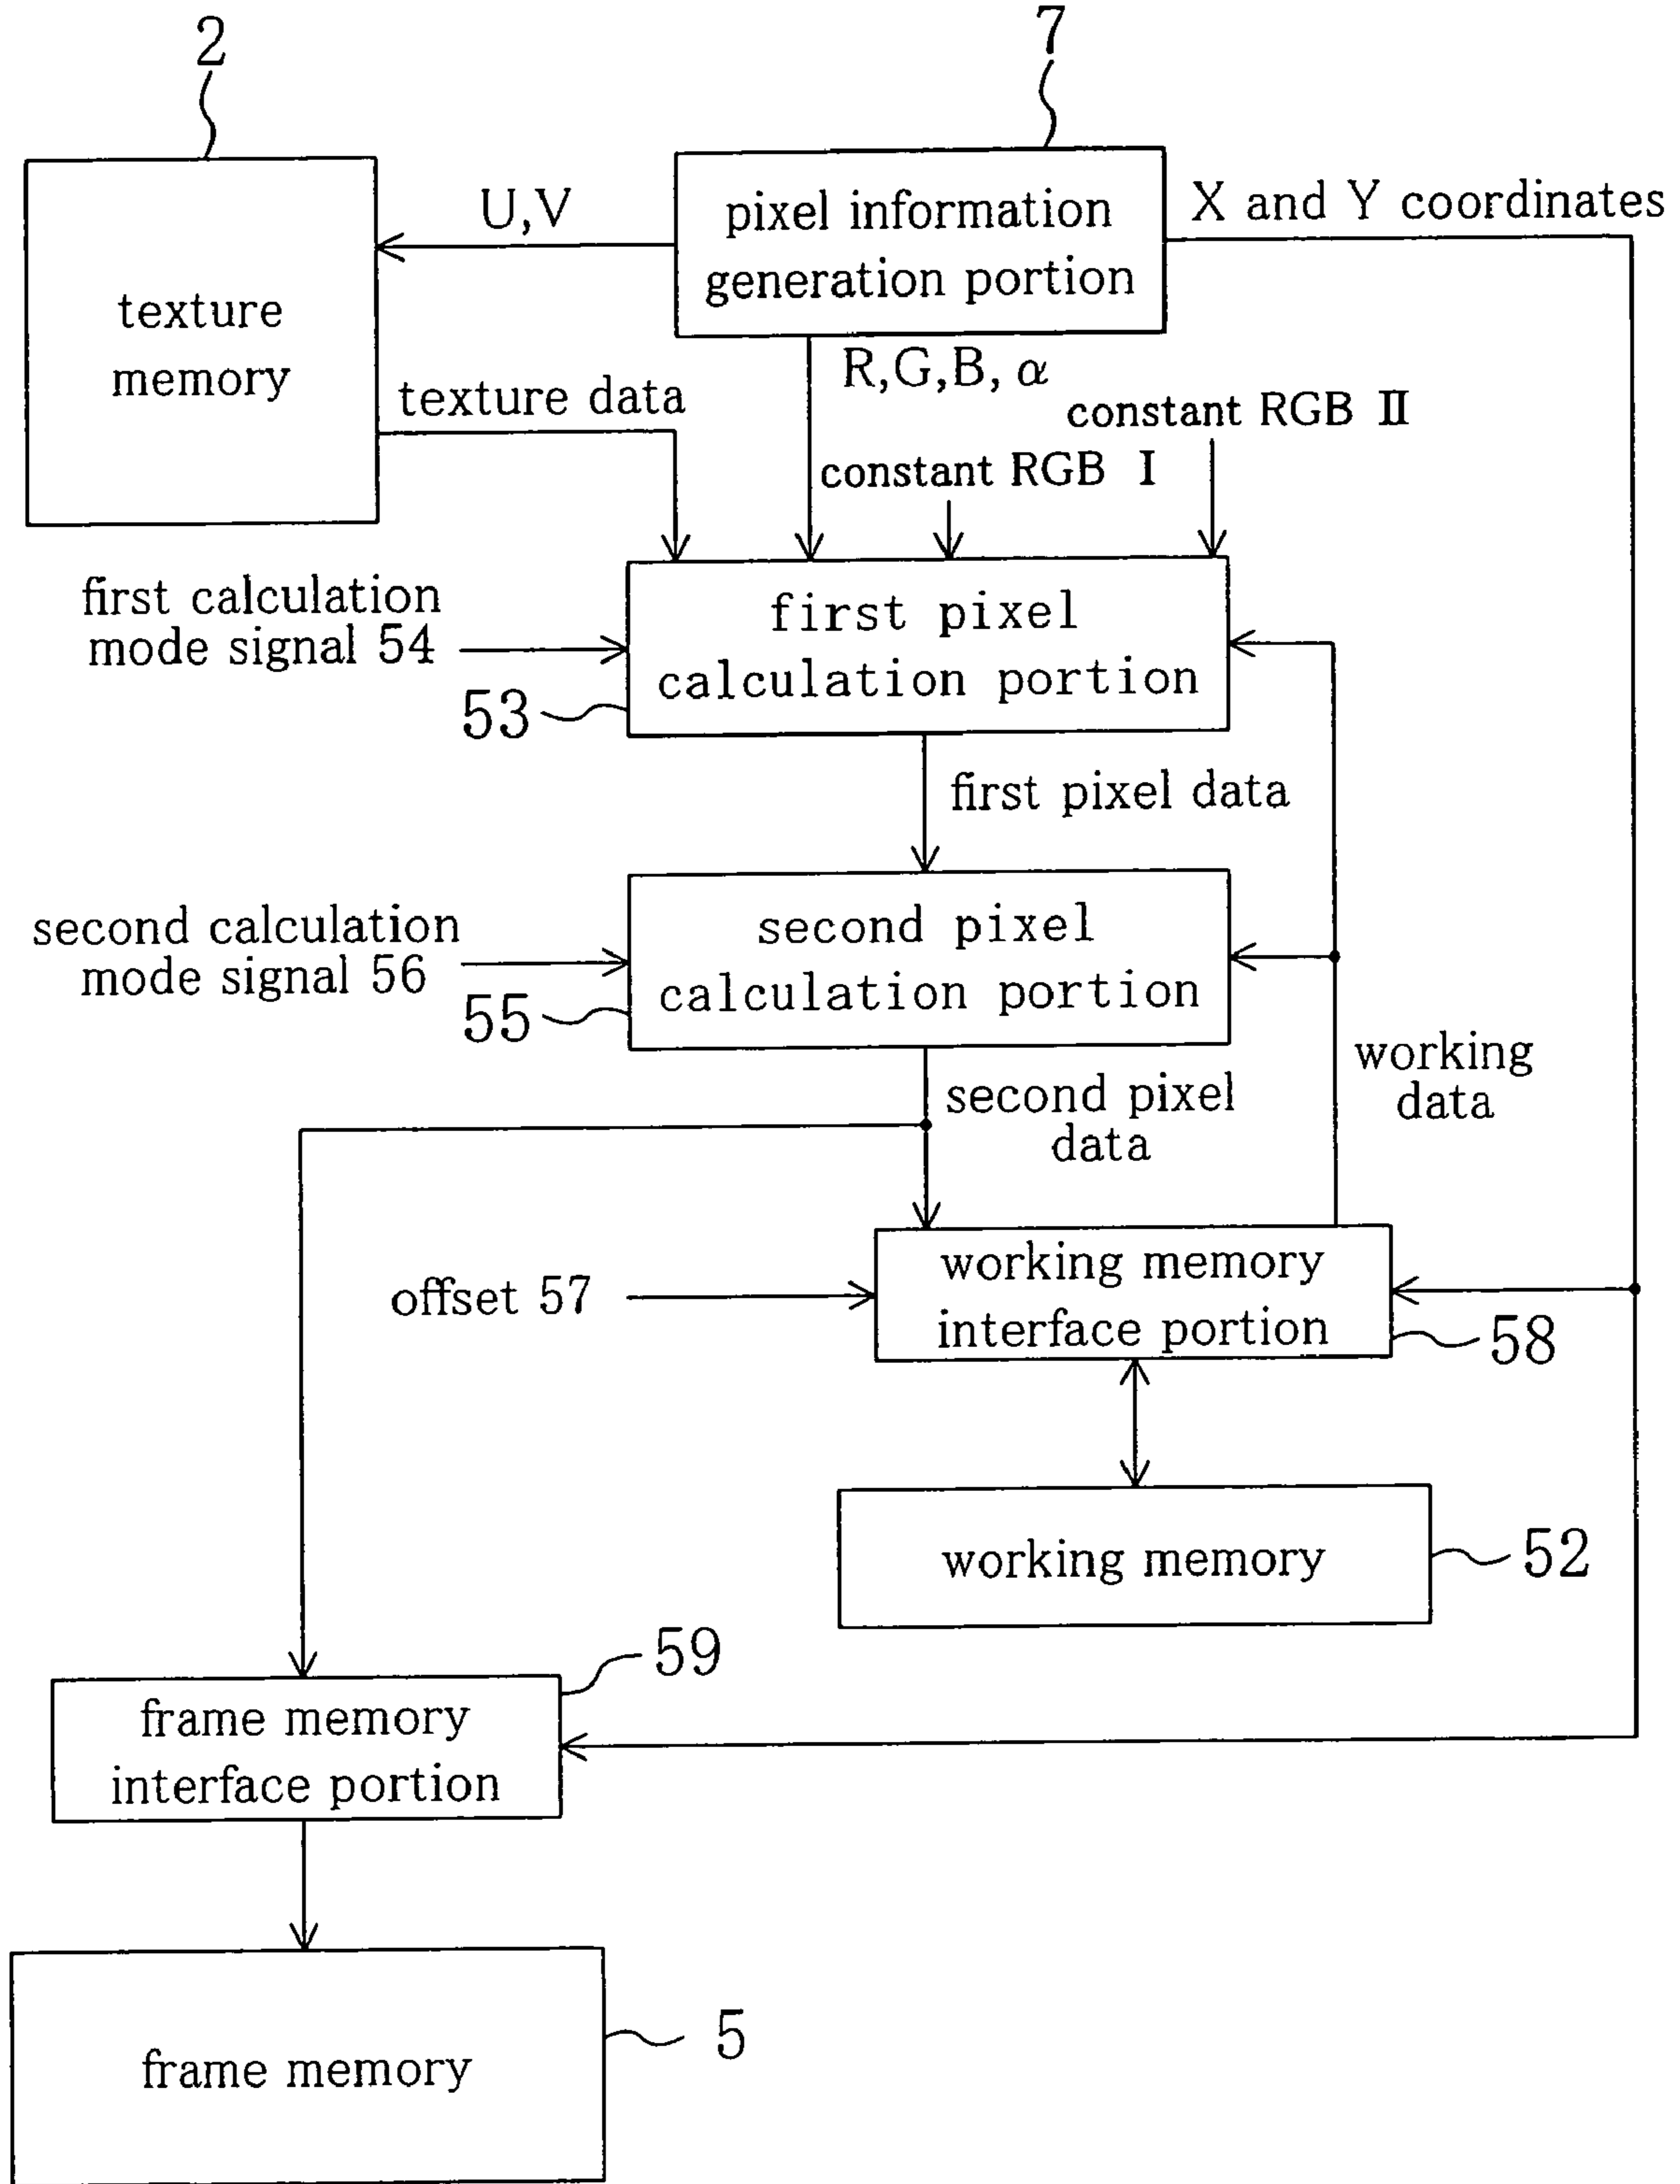 2
7
U,V
pixel information
generation portion
X and Y coordinates
texture
memory
R,G,B, α
texture data
constant RGB II
constant RGB I
first calculation
mode signal 54
first pixel
calculation portion
53
first pixel data
second calculation
mode signal 56
second pixel
calculation portion
55
working
data
second pixel
data
offset 57
working memory
interface portion
58
working memory
52
59
frame memory
interface portion
5
frame memory